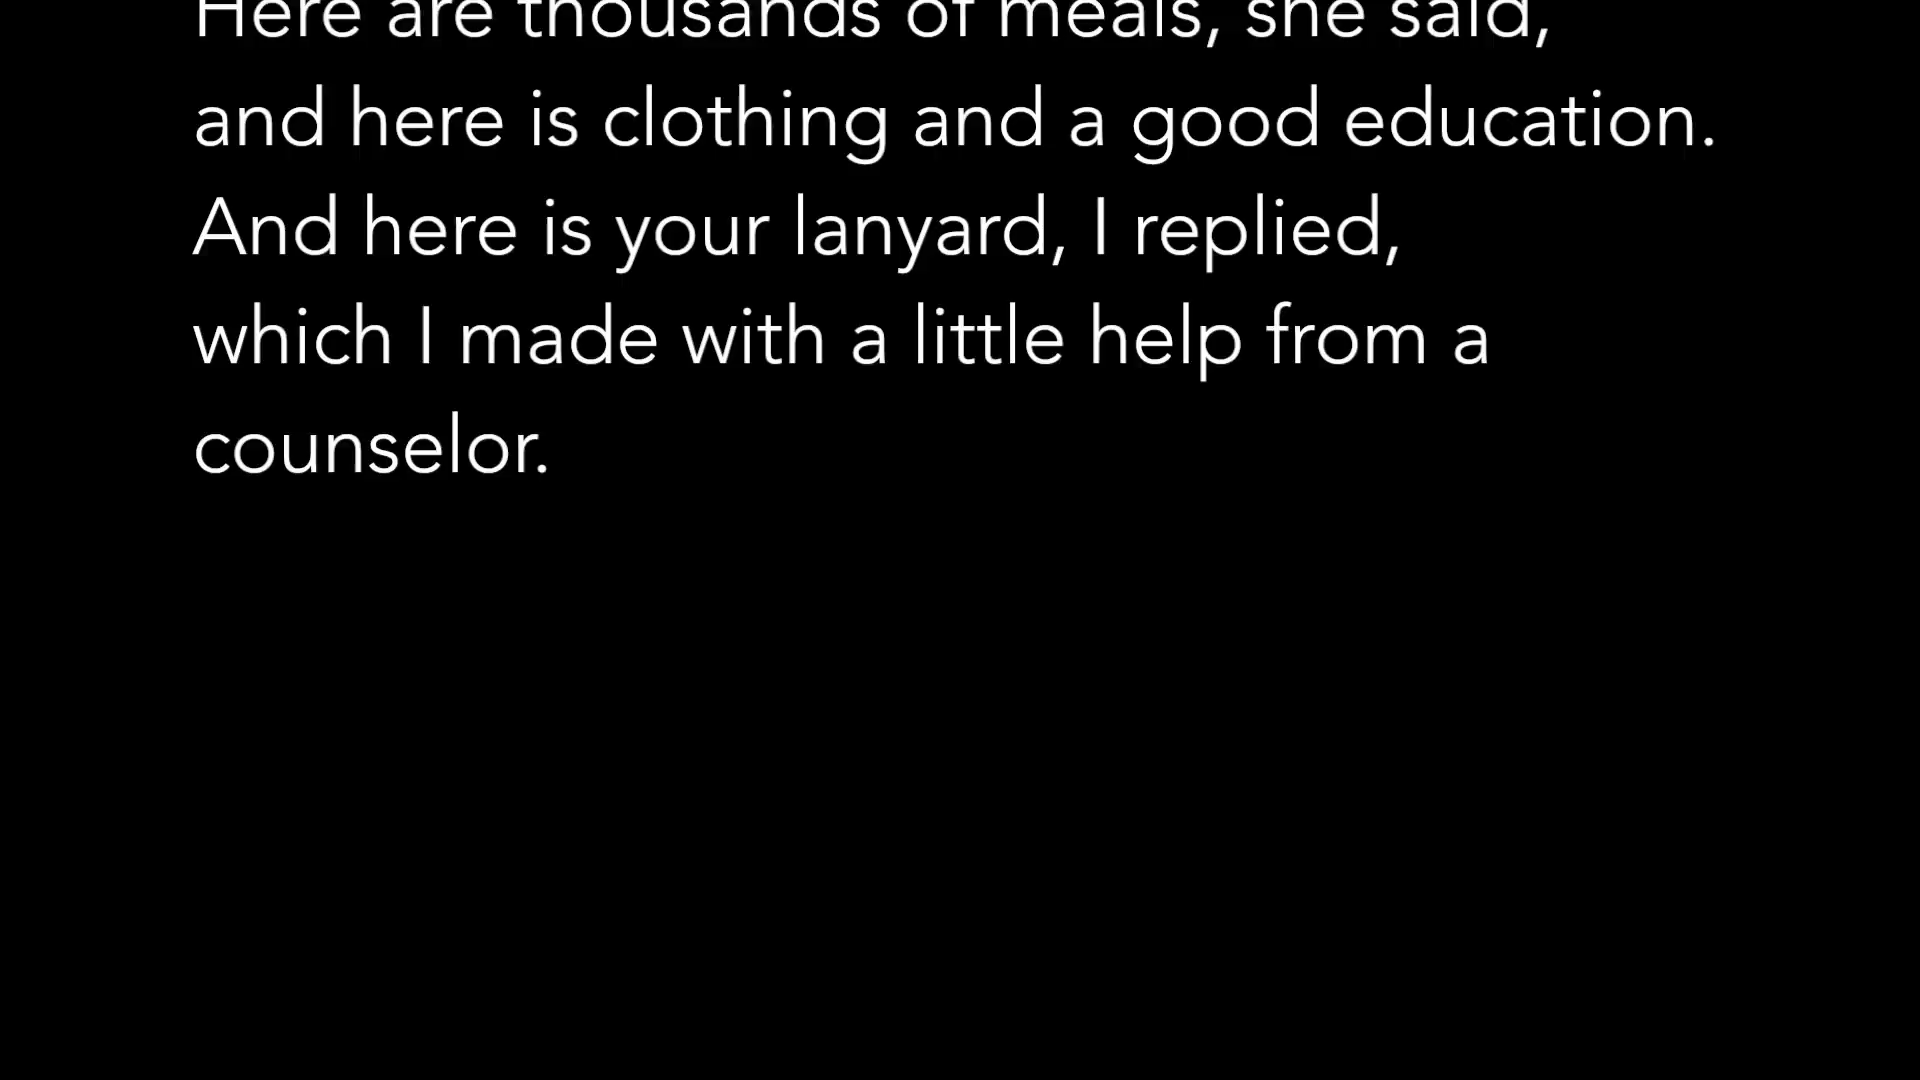 Here are thousands of meals, she said,
and here is clothing and a good education.
And here is your lanyard, I replied,
which I made with a little help from a
counselor.